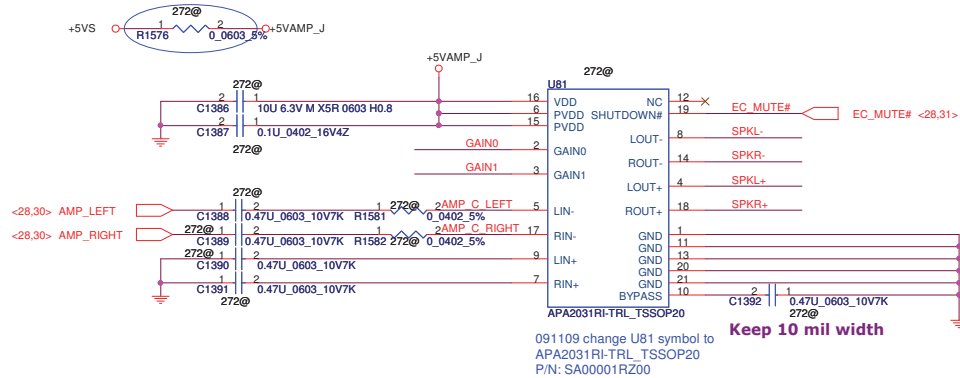 272@
+5VS 1 2 +5VAMP_J
R1576 0_0603_5%
+5VAMP_J
272@
U81
272@
C1386 2 1 10U 6.3V M X5R 0603 H0.8
C1387 2 1 0.1U_0402_16V4Z
272@
16 VDD
6 PVDD
15 PVDD
GAIN0 2 GAIN0
GAIN1 3 GAIN1
NC 12
SHUTDOWN# 19 EC_MUTE# EC_MUTE# <28,31>
LOUT- 8 SPKL-
ROUT- 14 SPKR-
LOUT+ 4 SPKL+
ROUT+ 18 SPKR+
272@
<28,30> AMP_LEFT 1 2 1 272@ 2 AMP_C_LEFT 5 LIN-
C1388 0.47U_0603_10V7K R1581 0_0402_5%
<28,30> AMP_RIGHT 1 2 1 2 AMP_C_RIGHT 17 RIN-
272@ C1389 0.47U_0603_10V7K R1582 272@ 0_0402_5%
1 2 9 LIN+
C1390 0.47U_0603_10V7K
1 2 7 RIN+
C1391 0.47U_0603_10V7K
272@
GND 1
GND 11
GND 13
GND 20
GND 21
BYPASS 10 2 1
C1392 0.47U_0603_10V7K
272@
APA2031RI-TRL_TSSOP20
Keep 10 mil width
091109 change U81 symbol to
APA2031RI-TRL_TSSOP20
P/N: SA00001RZ00